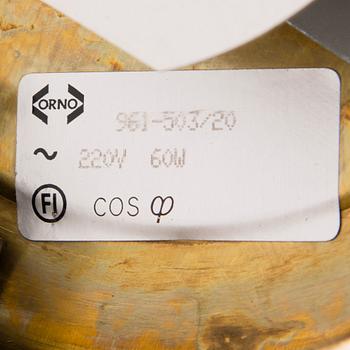 ORNO
961-503/20
~ 220V 60W
FI cos φ